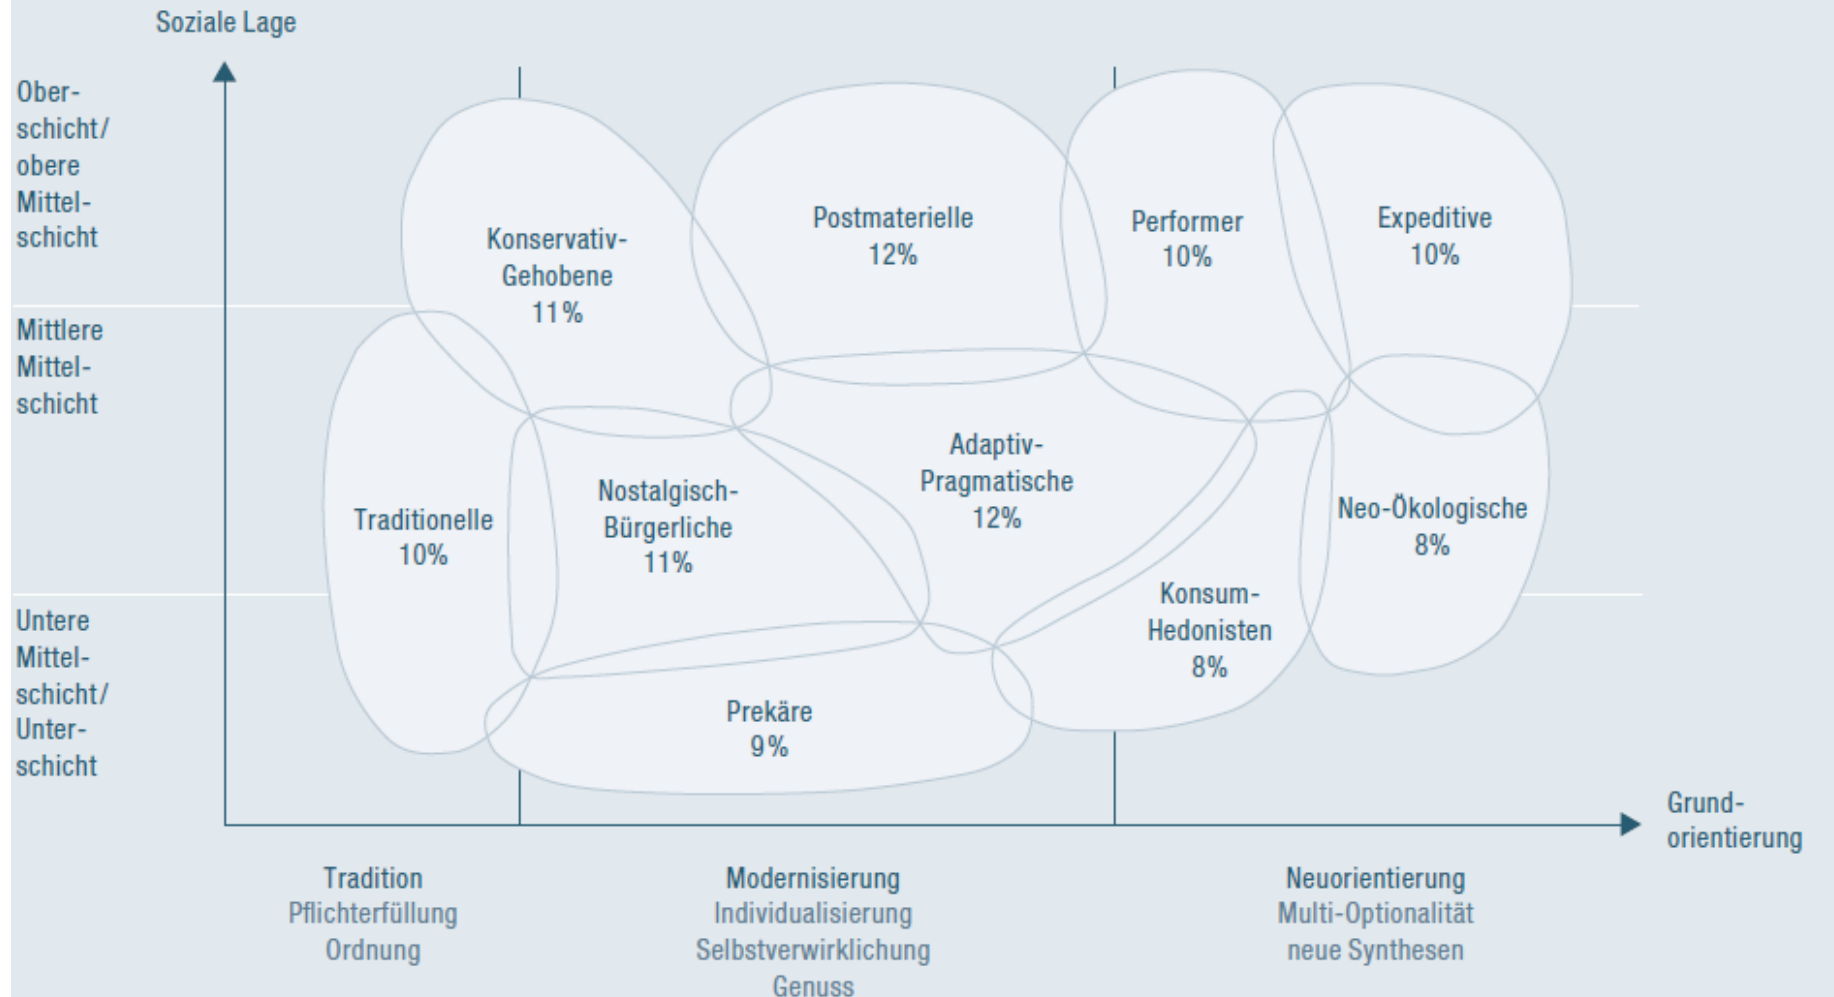 Soziale Lage
Ober-
schicht/
obere
Mittel-
schicht
Mittlere
Mittel-
schicht
Untere
Mittel-
schicht/
Unter-
schicht
Konservativ-
Gehobene
11%
Postmaterielle
12%
Performer
10%
Expeditive
10%
Traditionelle
10%
Nostalgisch-
Bürgerliche
11%
Adaptiv-
Pragmatische
12%
Neo-Ökologische
8%
Konsum-
Hedonisten
8%
Prekäre
9%
Grund-
orientierung
Tradition
Pflichterfüllung
Ordnung
Modernisierung
Individualisierung
Selbstverwirklichung
Genuss
Neuorientierung
Multi-Optionalität
neue Synthesen